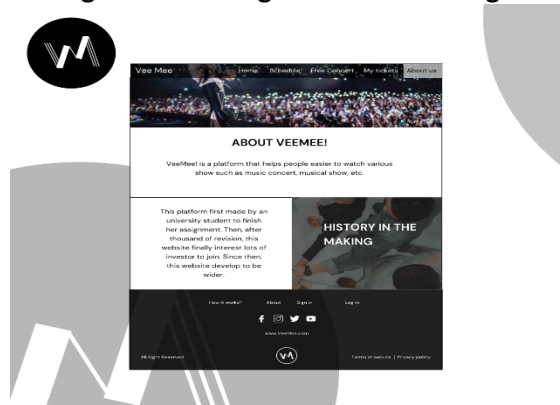 Vee Mee
Home Schedule Free Concert My tickets About us
ABOUT VEEMEE!
VeeMee! is a platform that helps people easier to watch various
show such as music concert, musical show, etc.
This platform first made by an
university student to finish
her assignment. Then, after
thousand of revision, this
website finally interest lots of
investor to join. Since then,
this website develop to be
wider.
HISTORY IN THE
MAKING
How it works? About Sign in Log in
www.VeeMee.com
All Right Reserved
Terms of service | Privacy policy